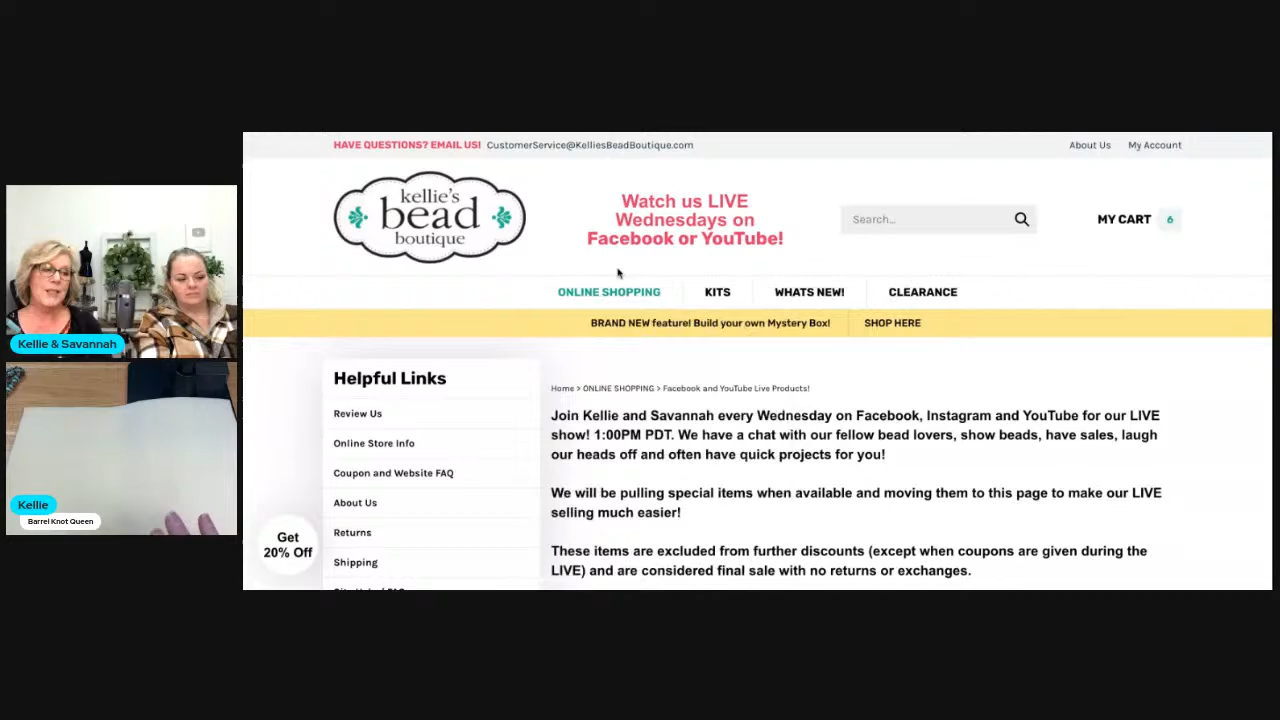 HAVE QUESTIONS? EMAIL US! CustomerService@KelliesBeadBoutique.com
About Us My Account
kellie's
bead
boutique
Watch us LIVE
Wednesdays on
Facebook or YouTube!
Search...
MY CART 6
ONLINE SHOPPING KITS WHATS NEW! CLEARANCE
BRAND NEW feature! Build your own Mystery Box! SHOP HERE
Kellie & Savannah
Kellie
Barrel Knot Queen
Helpful Links
Review Us
Online Store Info
Coupon and Website FAQ
About Us
Returns
Shipping
Get
20% Off
Home > ONLINE SHOPPING > Facebook and YouTube Live Products!
Join Kellie and Savannah every Wednesday on Facebook, Instagram and YouTube for our LIVE
show! 1:00PM PDT. We have a chat with our fellow bead lovers, show beads, have sales, laugh
our heads off and often have quick projects for you!
We will be pulling special items when available and moving them to this page to make our LIVE
selling much easier!
These items are excluded from further discounts (except when coupons are given during the
LIVE) and are considered final sale with no returns or exchanges.